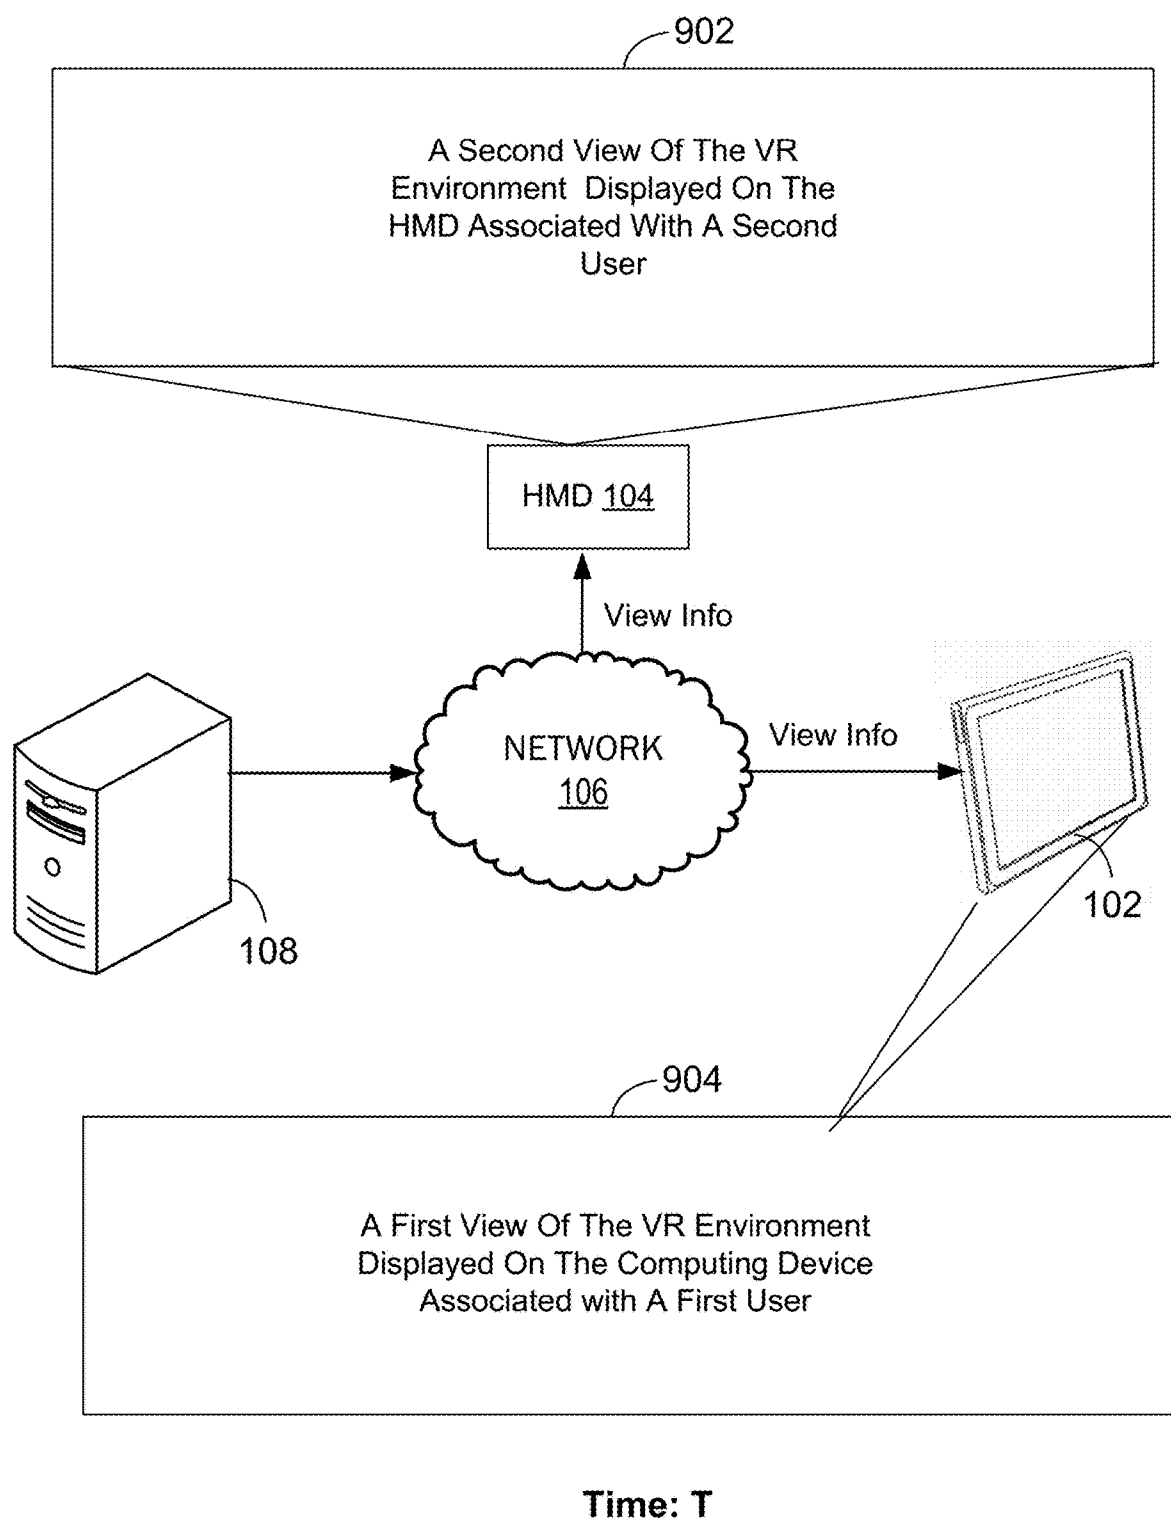 902
A Second View Of The VR
Environment Displayed On The
HMD Associated With A Second
User
HMD 104
View Info
NETWORK
106
View Info
102
108
904
A First View Of The VR Environment
Displayed On The Computing Device
Associated with A First User
Time: T